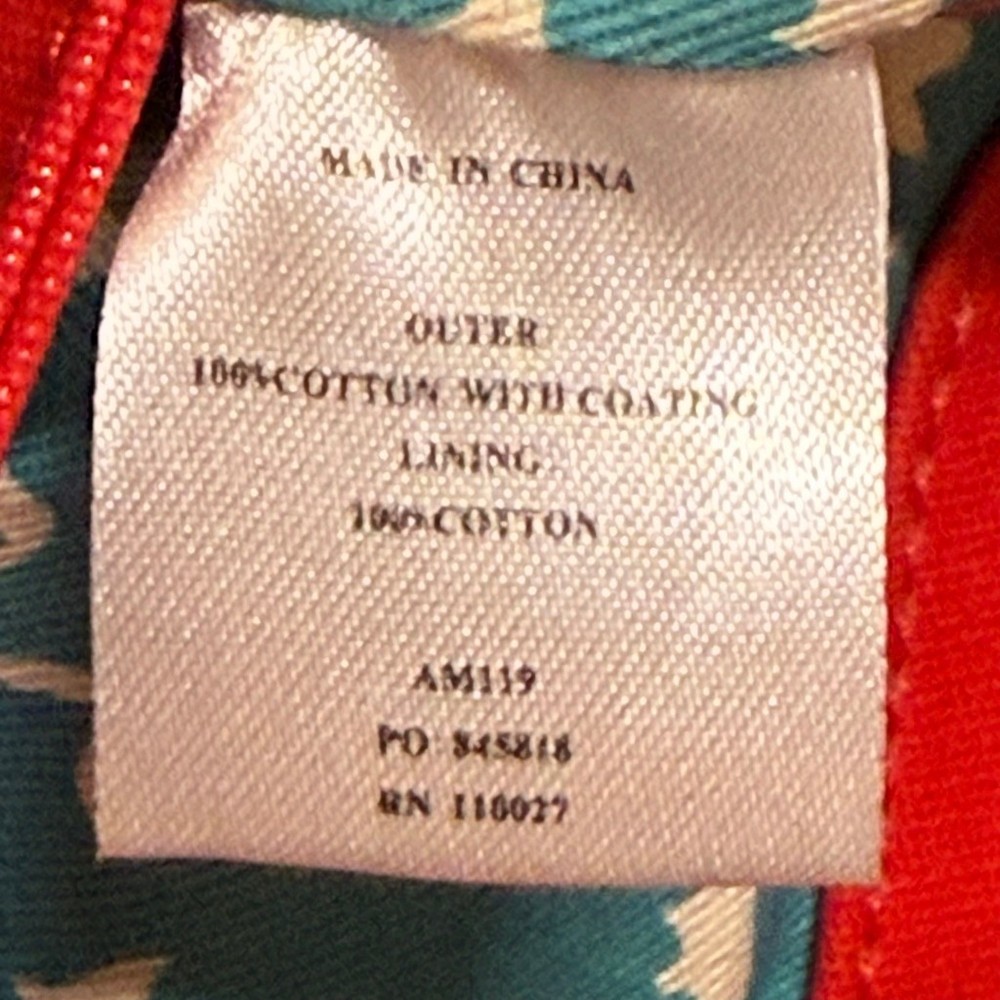 MADE IN CHINA
OUTER
100%COTTON WITH COATING
LINING
100%COTTON
AM119
PO 845818
RN 110027